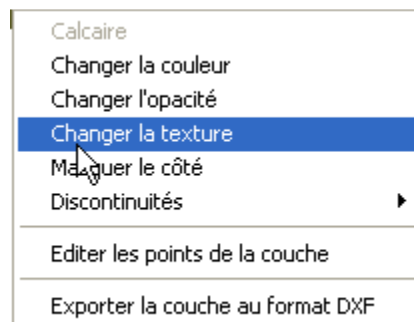 Calcaire
Changer la couleur
Changer l'opacité
Changer la texture
Masquer le côté
Discontinuités
Editer les points de la couche
Exporter la couche au format DXF